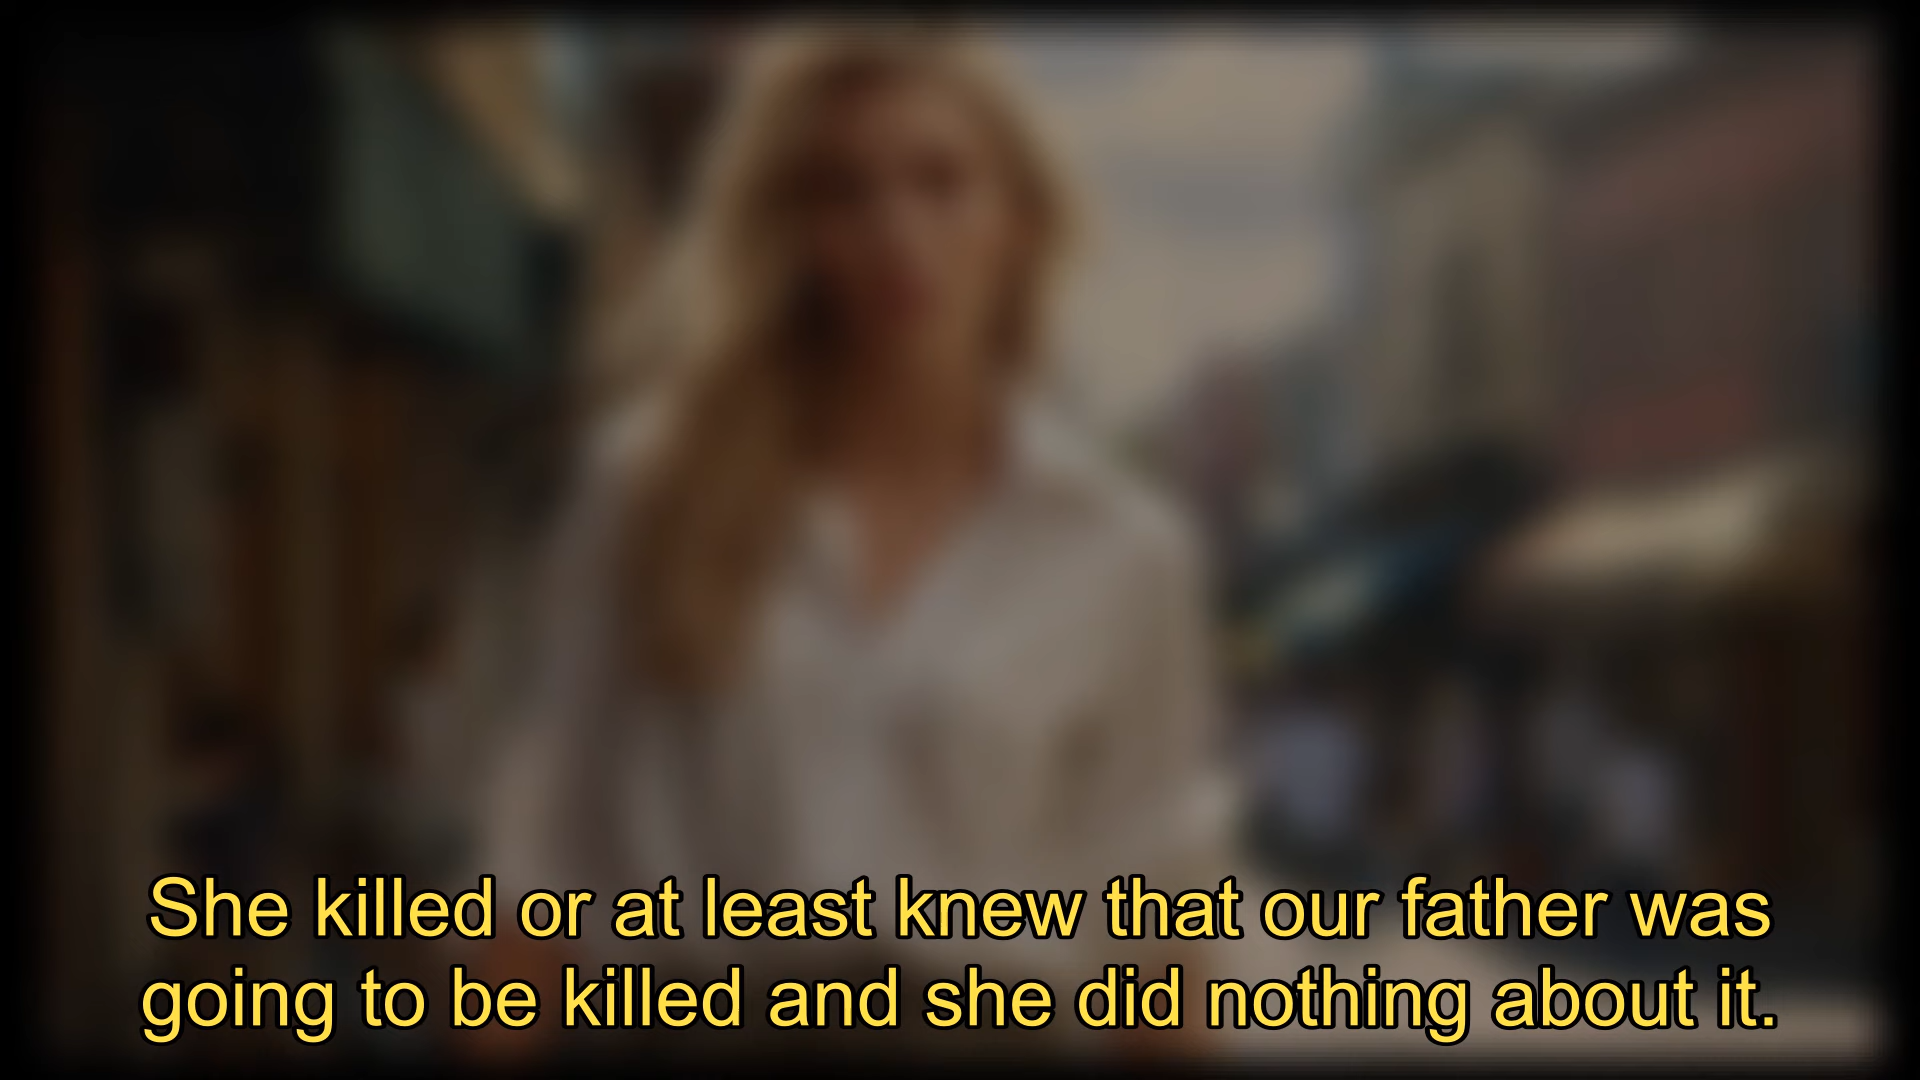 She killed or at least knew that our father was
going to be killed and she did nothing about it.